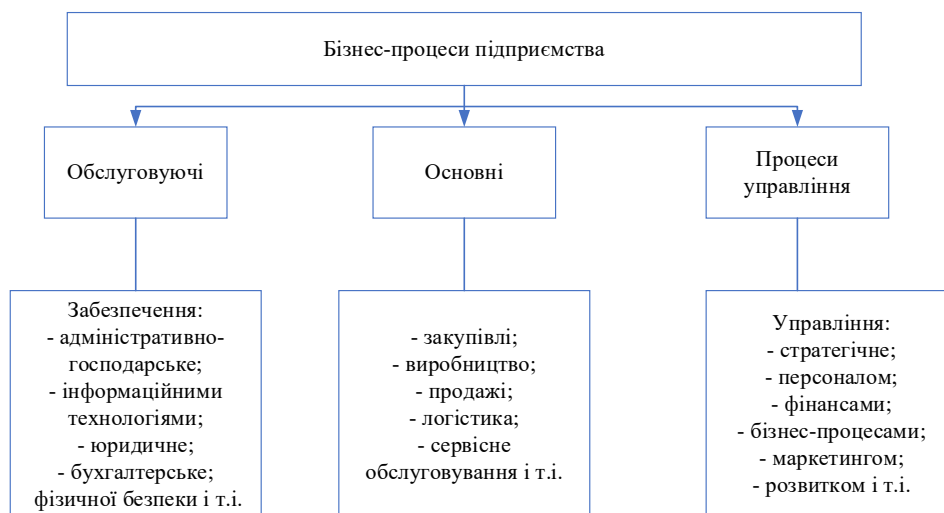 Бізнес-процеси підприємства
Обслуговуючі
Основні
Процеси
управління
Забезпечення:
- адміністративно-
господарське;
- інформаційними
технологіями;
- юридичне;
- бухгалтерське;
фізичної безпеки і т.і.
- закупівлі;
- виробництво;
- продажі;
- логістика;
- сервісне
обслуговування і т.і.
Управління:
- стратегічне;
- персоналом;
- фінансами;
- бізнес-процесами;
- маркетингом;
- розвитком і т.і.